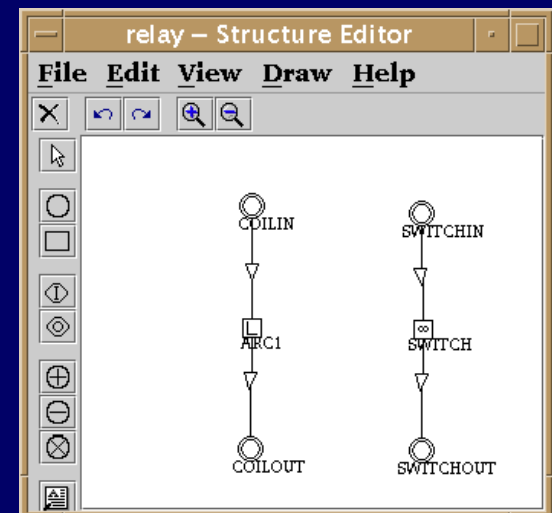 relay – Structure Editor
File Edit View Draw Help
COILIN
SWITCHIN
L
∞
ARC1
SWITCH
COILOUT
SWITCHOUT